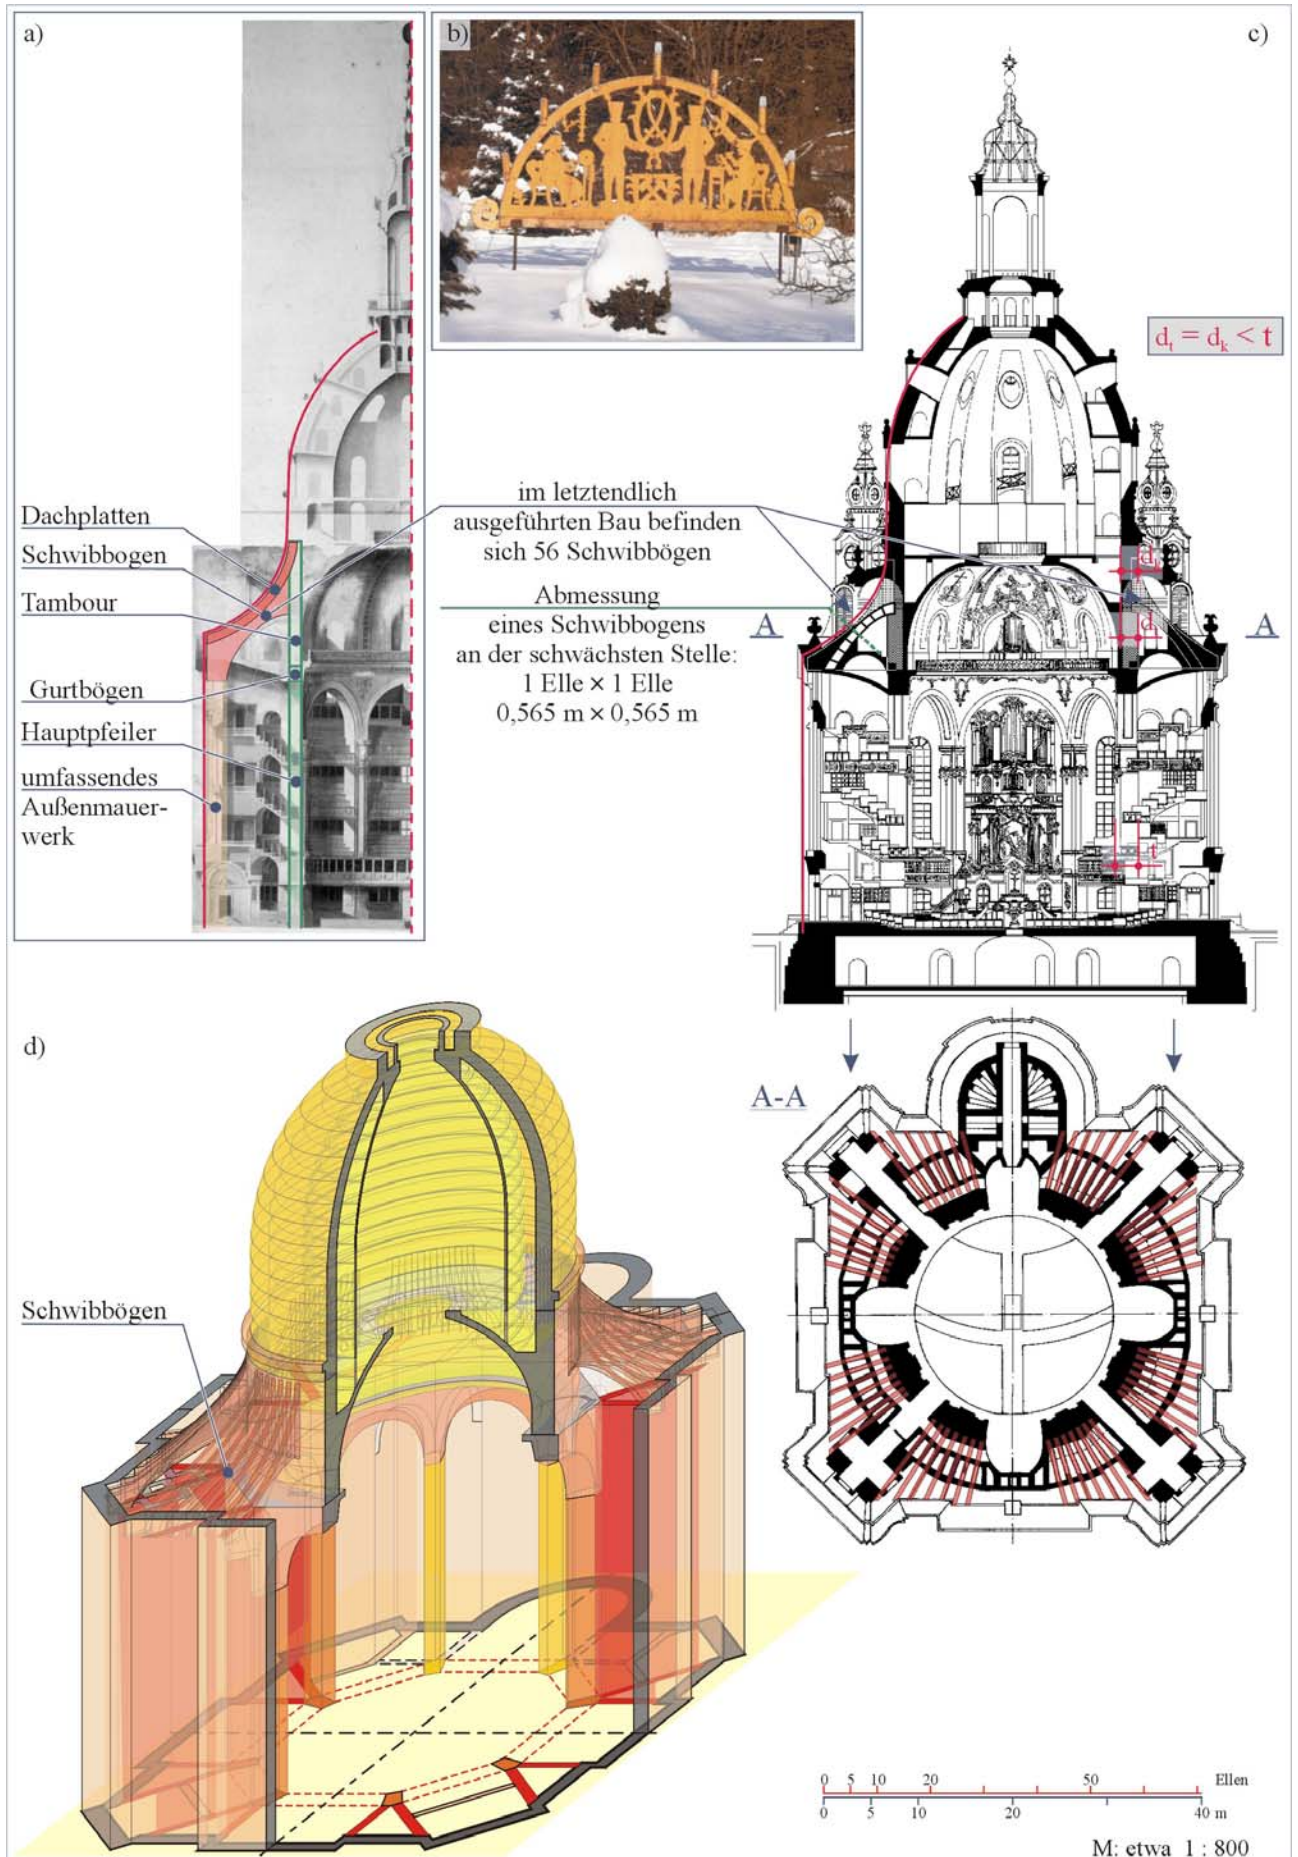 a)
b)
c)
dₜ = dₖ < t
Dachplatten
Schwibbogen
Tambour
Gurtbögen
Hauptpfeiler
umfassendes
Außenmauer-
werk
im letztendlich
ausgeführten Bau befinden
sich 56 Schwibbögen
Abmessung
eines Schwibbogens
an der schwächsten Stelle:
1 Elle × 1 Elle
0,565 m × 0,565 m
A
A
dₖ
dₜ
t
d)
Schwibbögen
A-A
0 5 10 20 50 Ellen
0 5 10 20 40 m
M: etwa 1 : 800